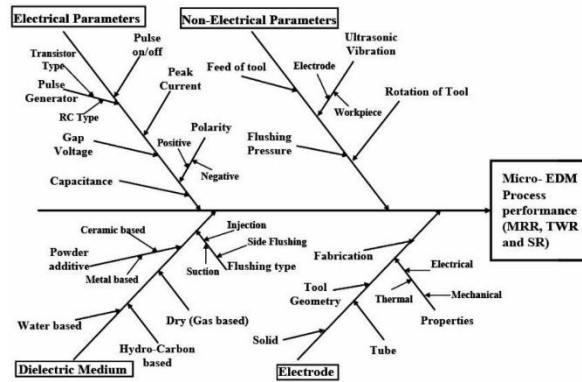 Electrical Parameters
Pulse
on/off
Transistor
Type
Pulse
Generator
RC Type
Peak
Current
Gap
Voltage
Polarity
Positive
Negative
Capacitance
Non-Electrical Parameters
Ultrasonic
Vibration
Feed of tool
Electrode
Workpiece
Rotation of Tool
Flushing
Pressure
Micro- EDM
Process
performance
(MRR, TWR
and SR)
Ceramic based
Powder
additive
Metal based
Injection
Side Flushing
Suction
Flushing type
Water based
Dry (Gas based)
Hydro-Carbon
based
Dielectric Medium
Fabrication
Electrical
Tool
Geometry
Thermal
Mechanical
Properties
Solid
Tube
Electrode